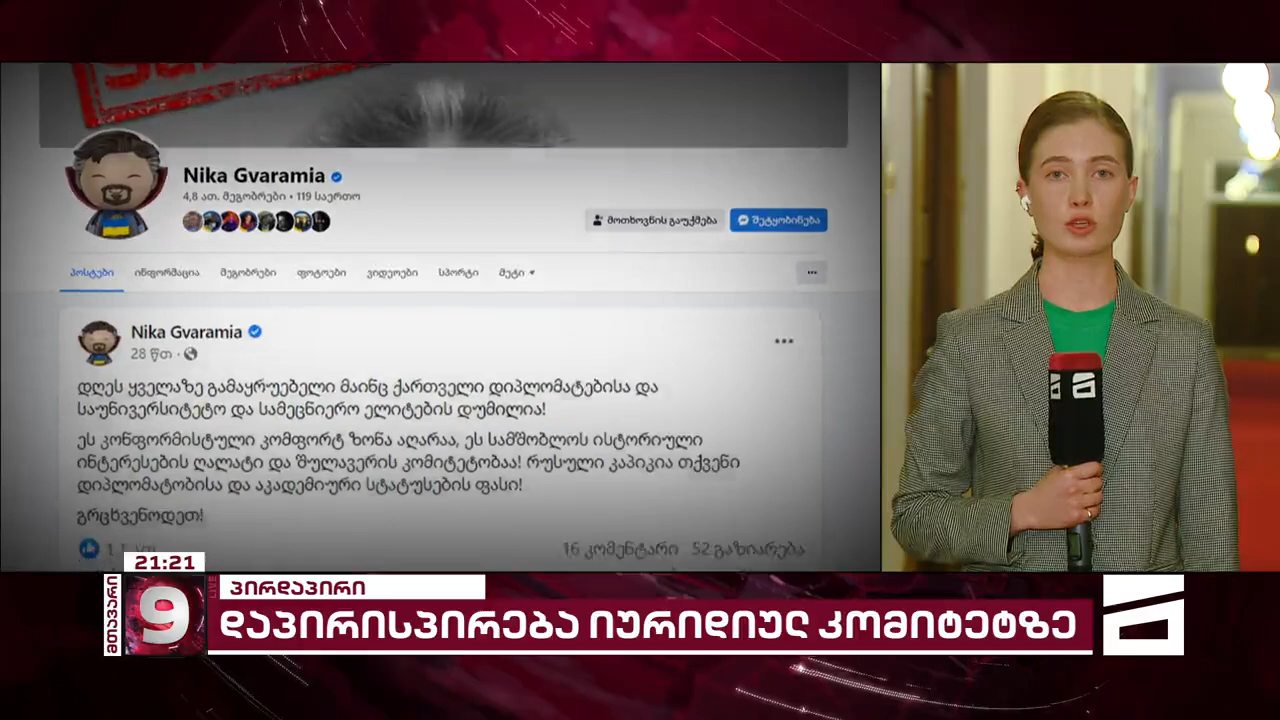 Nika Gvaramia
4,8 ათ. მეგობრები • 119 საერთო
მოთხოვნის გაუქმება
შეტყობინება
პოსტები ინფორმაცია მეგობრები ფოტოები ვიდეოები სპორტი მეტი
Nika Gvaramia
28 წთ
დღეს ყველაზე გამაყრუებელი მაინც ქართველი დიპლომატებისა და
საუნივერსიტეტო და სამეცნიერო ელიტების დუმილია!
ეს კონფორმისტული კომფორტ ზონა აღარაა, ეს სამშობლოს ისტორიული
ინტერესების ღალატი და შულავერის კომიტეტობაა! რუსული კაპიკია თქვენი
დიპლომატობისა და აკადემიური სტატუსების ფასი!
გრცხვენოდეთ!
16 კომენტარი 52 გაზიარება
21:21
მთავარი
9
LIVE
პირდაპირი
დაპირისპირება იურიდიულ კომიტეტზე